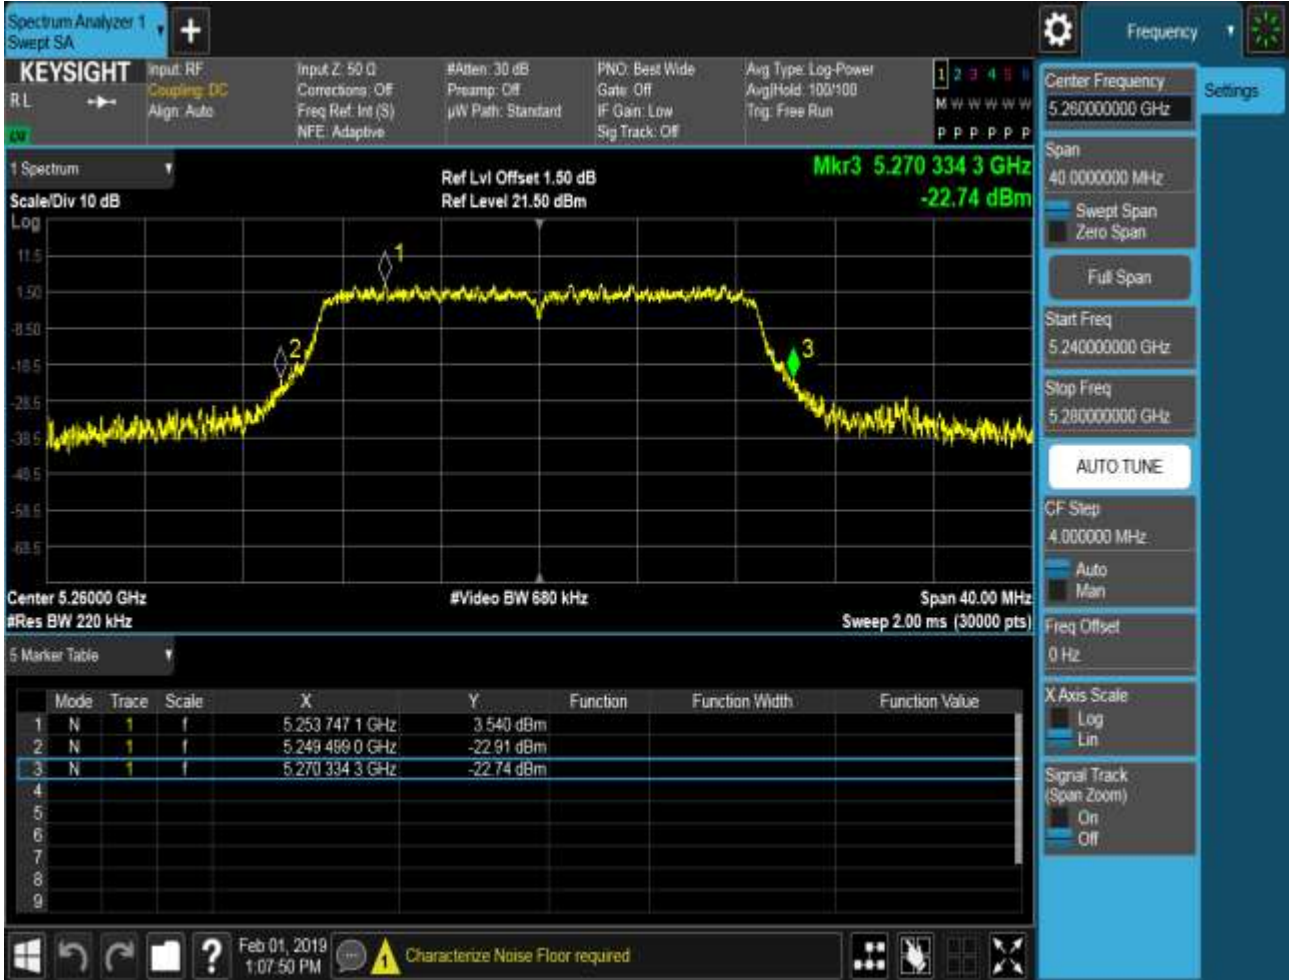 Spectrum Analyzer 1
Swept SA
Frequency
KEYSIGHT
RL
Input: RF
Coupling: DC
Align: Auto
Input Z: 50 Ω
Corrections: Off
Freq Ref: Int (S)
NFE: Adaptive
#Atten: 30 dB
Preamp: Off
µW Path: Standard
PNO: Best Wide
Gate: Off
IF Gain: Low
Sig Track: Off
Avg Type: Log-Power
Avg|Hold: 100/100
Trig: Free Run
1 2 3 4 5 6
M W W W W W
P P P P P P
1 Spectrum
Scale/Div 10 dB
Log
Ref Lvl Offset 1.50 dB
Ref Level 21.50 dBm
Mkr3 5.270 334 3 GHz
-22.74 dBm
11.5
1.50
-8.50
-18.5
-28.5
-38.5
-48.5
-58.5
-68.5
1
2
3
Center 5.26000 GHz
#Video BW 680 kHz
Span 40.00 MHz
#Res BW 220 kHz
Sweep 2.00 ms (30000 pts)
5 Marker Table
Mode Trace Scale X Y Function Function Width Function Value
1 N 1 f 5.253 747 1 GHz 3.540 dBm
2 N 1 f 5.249 499 0 GHz -22.91 dBm
3 N 1 f 5.270 334 3 GHz -22.74 dBm
4
5
6
7
8
9
Feb 01, 2019
1:07:50 PM
1
Characterize Noise Floor required
?
Center Frequency
5.260000000 GHz
Settings
Span
40.0000000 MHz
Swept Span
Zero Span
Full Span
Start Freq
5.240000000 GHz
Stop Freq
5.280000000 GHz
AUTO TUNE
CF Step
4.000000 MHz
Auto
Man
Freq Offset
0 Hz
X Axis Scale
Log
Lin
Signal Track
(Span Zoom)
On
Off